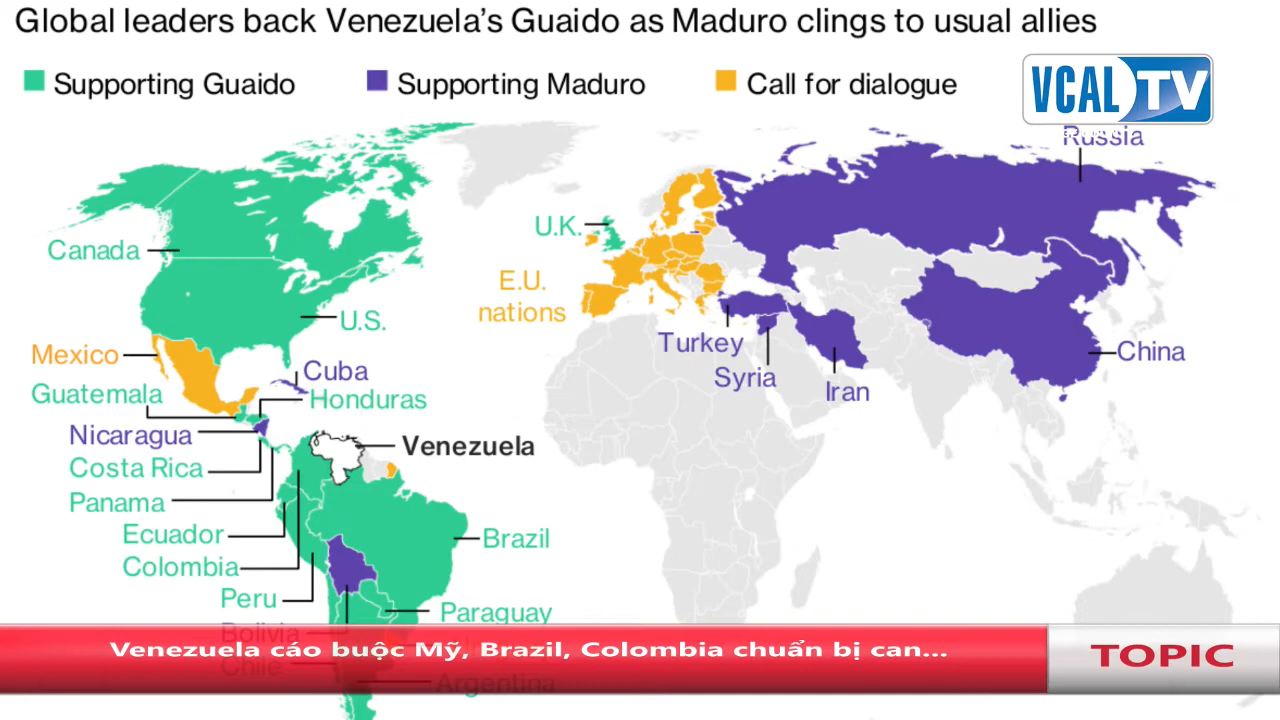 Global leaders back Venezuela's Guaido as Maduro clings to usual allies
Supporting Guaido
Supporting Maduro
Call for dialogue
VCAL TV
Russia
Canada
U.K.
E.U.
nations
U.S.
Mexico
Turkey
China
Cuba
Syria
Iran
Guatemala
Honduras
Nicaragua
Venezuela
Costa Rica
Panama
Ecuador
Brazil
Colombia
Peru
Paraguay
Bolivia
Venezuela cáo buộc Mỹ, Brazil, Colombia chuẩn bị can...
TOPIC
Chile
Argentina